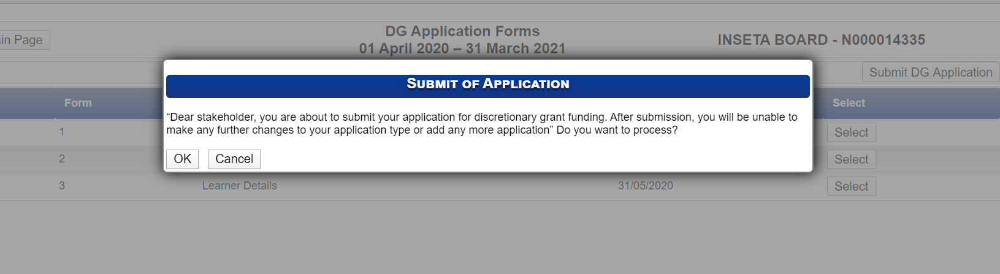 in Page
DG Application Forms
01 April 2020 – 31 March 2021
INSETA BOARD - N000014335
Submit DG Application
SUBMIT OF APPLICATION
Form
Select
“Dear stakeholder, you are about to submit your application for discretionary grant funding. After submission, you will be unable to
make any further changes to your application type or add any more application” Do you want to process?
1
Select
OK
Cancel
2
Select
3
Learner Details
31/05/2020
Select